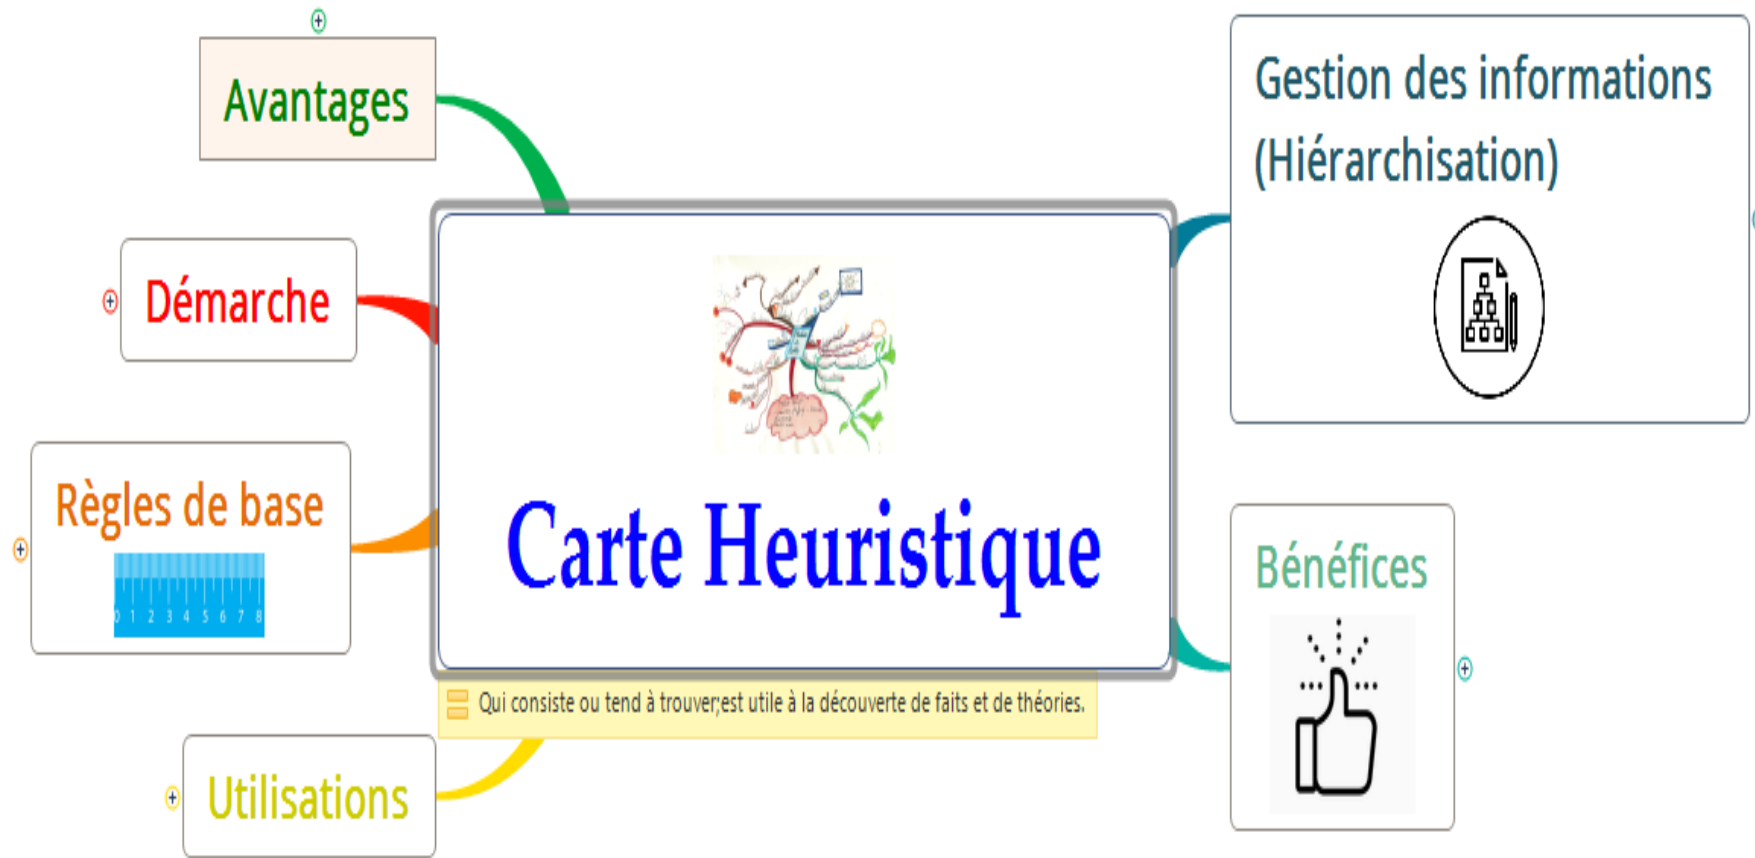 Avantages
Démarche
Règles de base
0 1 2 3 4 5 6 7 8
Utilisations
Carte Heuristique
Qui consiste ou tend à trouver;est utile à la découverte de faits et de théories.
Gestion des informations
(Hiérarchisation)
Bénéfices